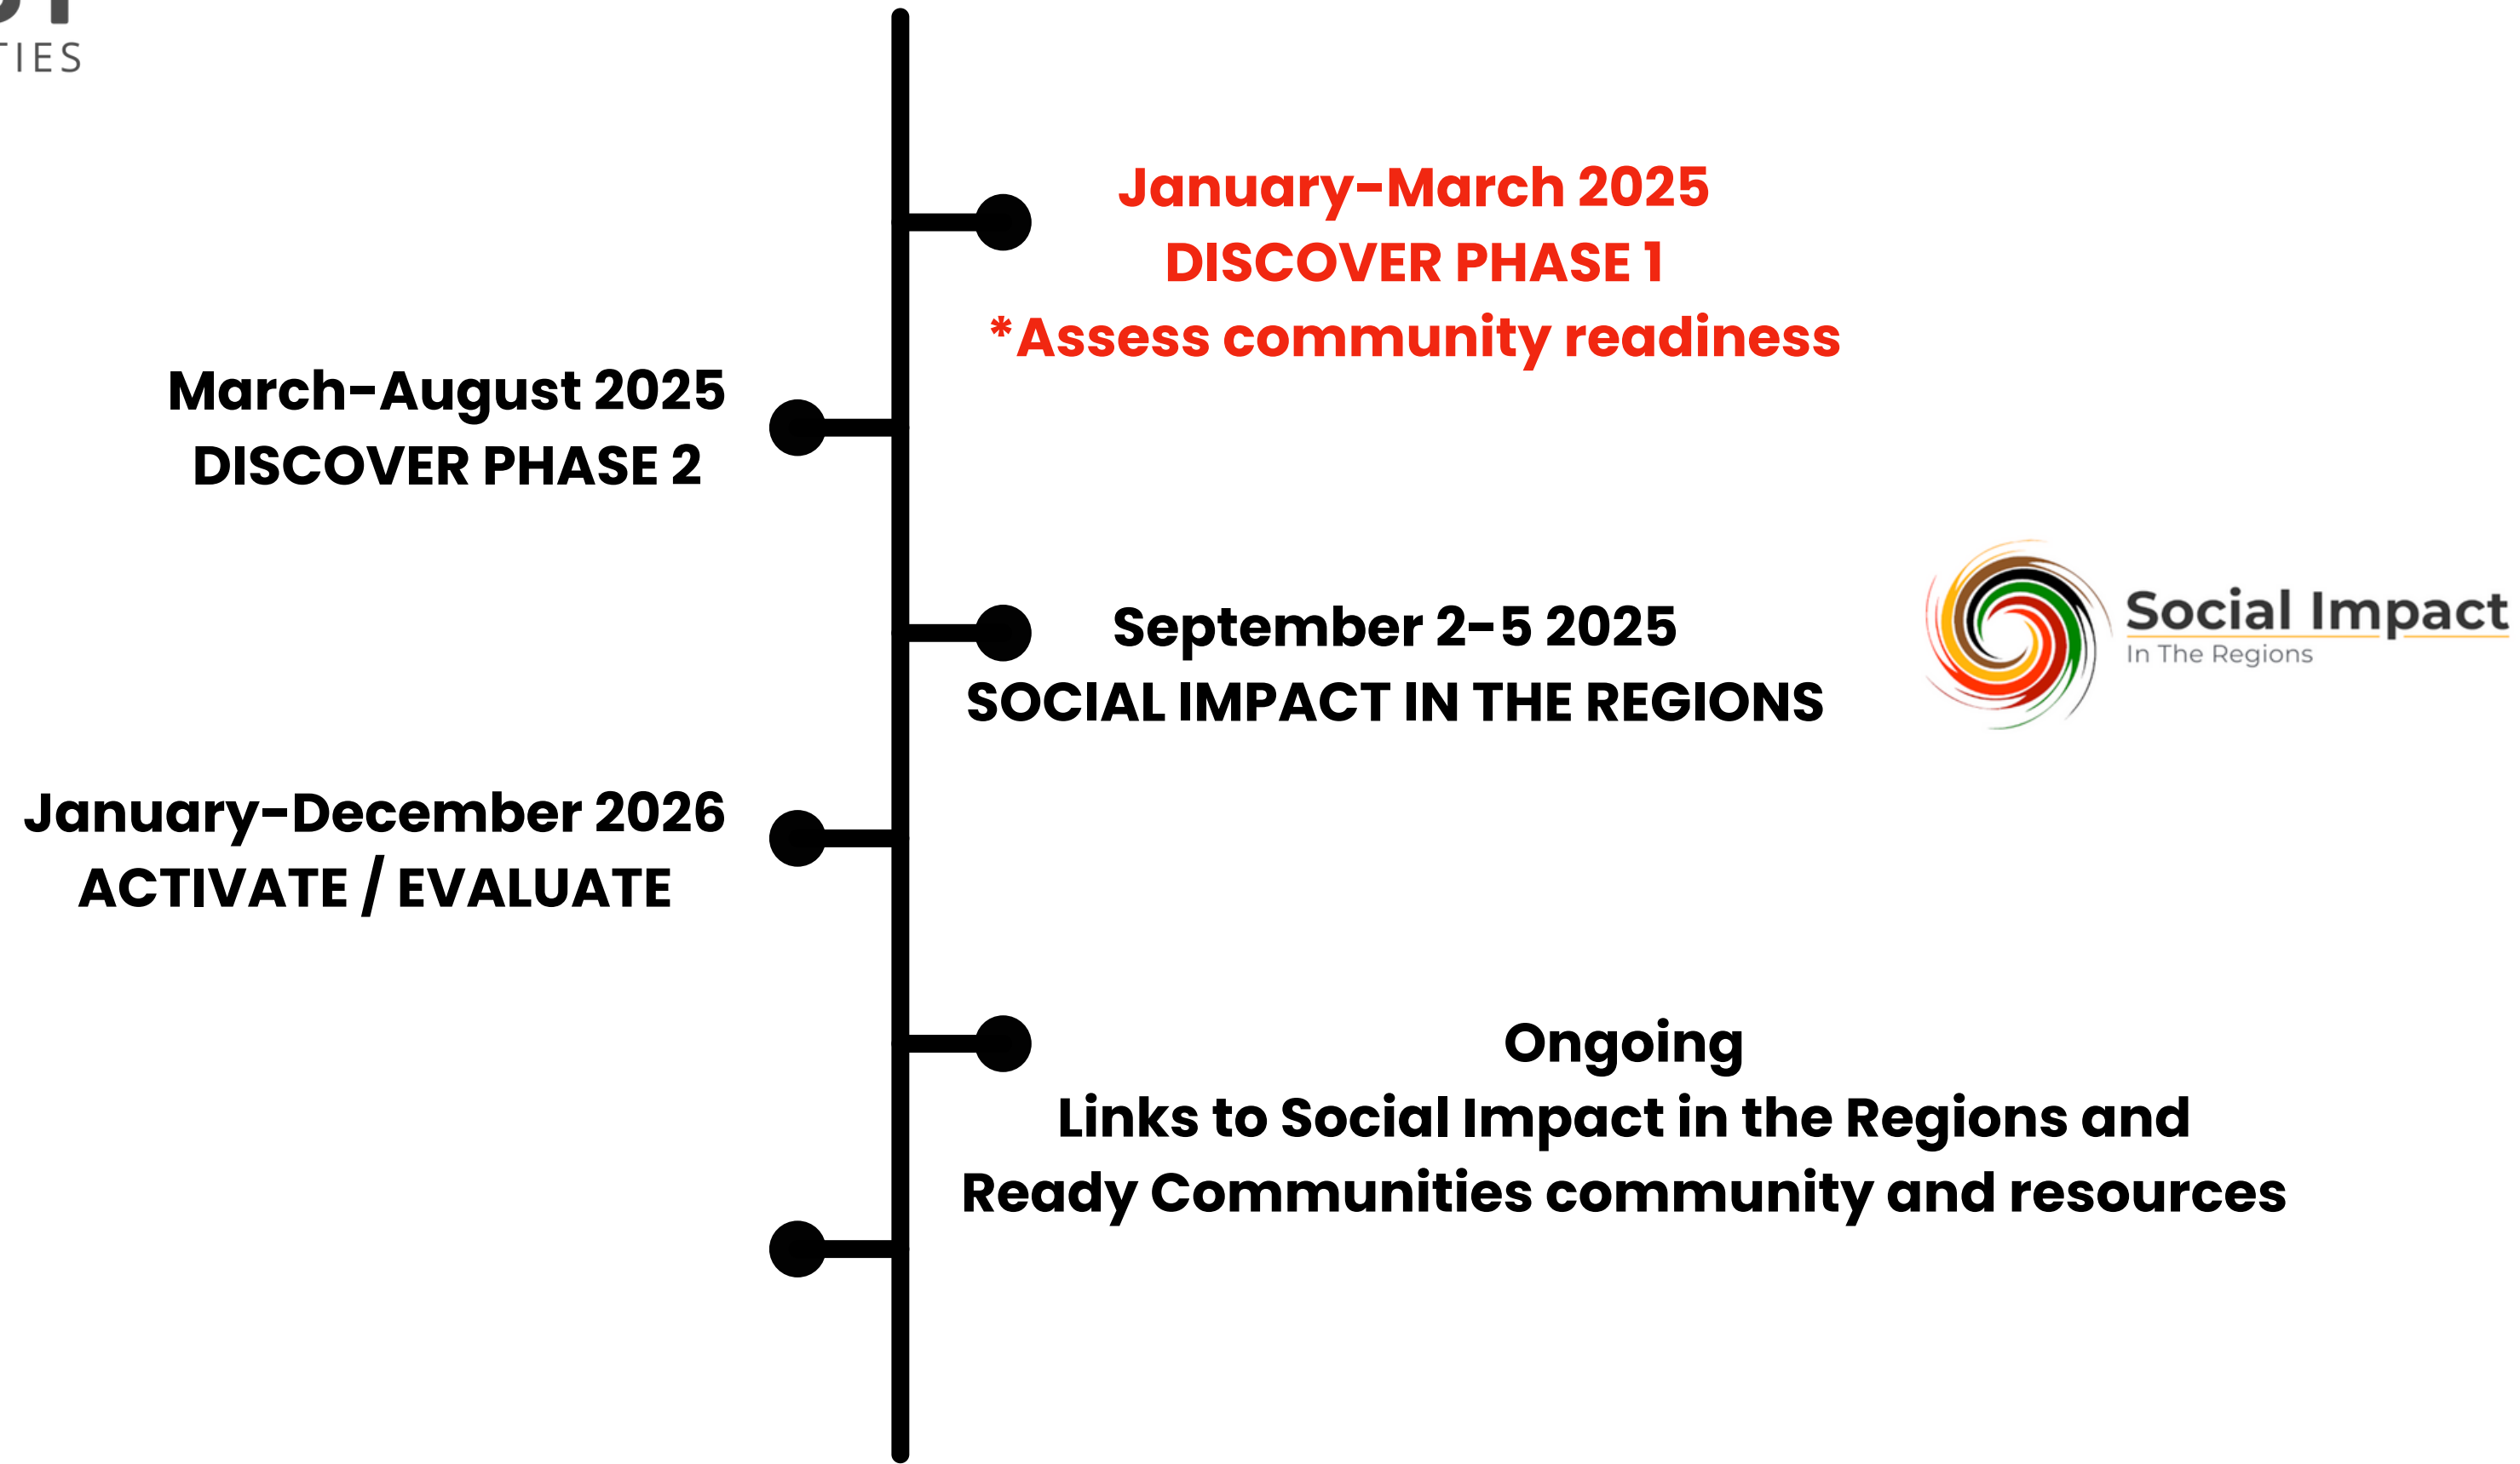 TIES
January-March 2025
DISCOVER PHASE 1
*Assess community readiness
March-August 2025
DISCOVER PHASE 2
September 2-5 2025
SOCIAL IMPACT IN THE REGIONS
Social Impact
In The Regions
January-December 2026
ACTIVATE / EVALUATE
Ongoing
Links to Social Impact in the Regions and
Ready Communities community and resources